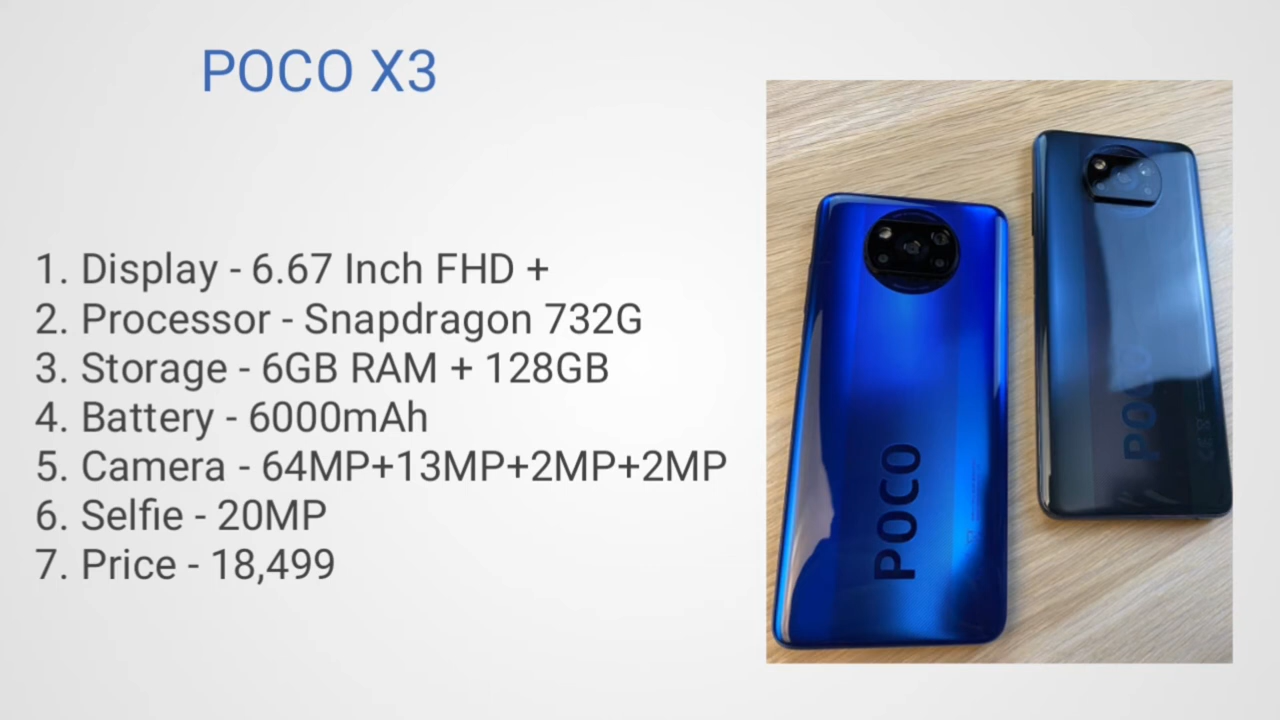 POCO X3
1. Display - 6.67 Inch FHD +
2. Processor - Snapdragon 732G
3. Storage - 6GB RAM + 128GB
4. Battery - 6000mAh
5. Camera - 64MP+13MP+2MP+2MP
6. Selfie - 20MP
7. Price - 18,499
POCO
POCO